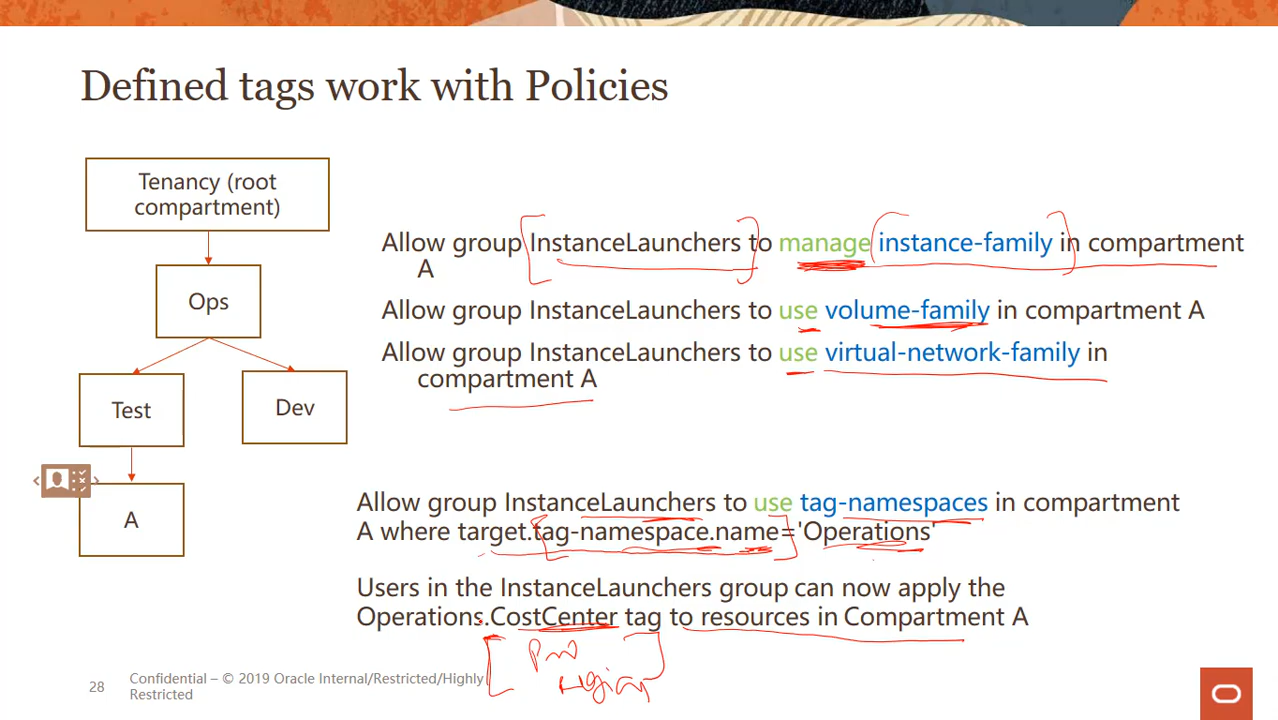 Defined tags work with Policies
Tenancy (root
compartment)
Ops
Test
Dev
A
Allow group InstanceLaunchers to manage instance-family in compartment
A
Allow group InstanceLaunchers to use volume-family in compartment A
Allow group InstanceLaunchers to use virtual-network-family in
compartment A
Allow group InstanceLaunchers to use tag-namespaces in compartment
A where target.tag-namespace.name='Operations'
Users in the InstanceLaunchers group can now apply the
Operations.CostCenter tag to resources in Compartment A
region
28
Confidential – © 2019 Oracle Internal/Restricted/Highly
Restricted